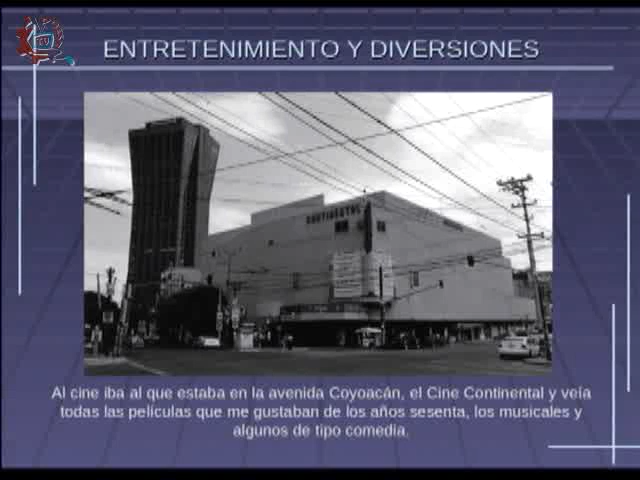 ENTRETENIMIENTO Y DIVERSIONES
CONTINENTAL
Al cine iba al que estaba en la avenida Coyoacán, el Cine Continental y veía
todas las películas que me gustaban de los años sesenta, los musicales y
algunos de tipo comedia.